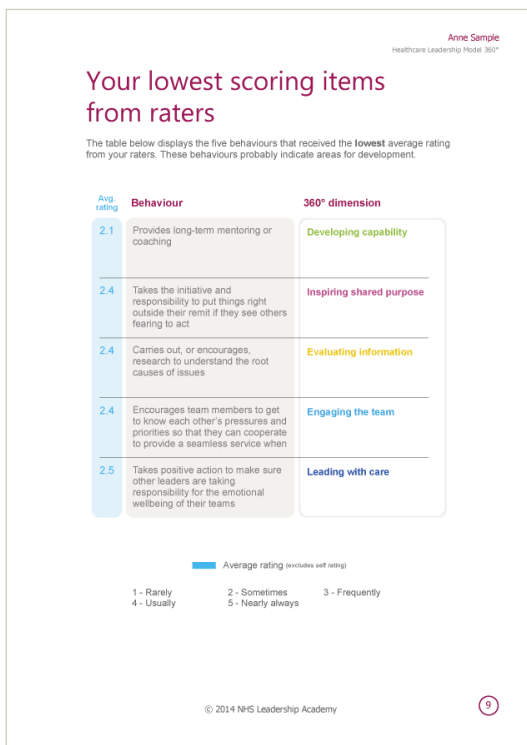 Anne Sample
Healthcare Leadership Model 360°
Your lowest scoring items
from raters
The table below displays the five behaviours that received the lowest average rating
from your raters. These behaviours probably indicate areas for development.
Avg.
rating
Behaviour
360° dimension
2.1
Provides long-term mentoring or
coaching
Developing capability
2.4
Takes the initiative and
responsibility to put things right
outside their remit if they see others
fearing to act
Inspiring shared purpose
2.4
Carries out, or encourages,
research to understand the root
causes of issues
Evaluating information
2.4
Encourages team members to get
to know each other's pressures and
priorities so that they can cooperate
to provide a seamless service when
Engaging the team
2.5
Takes positive action to make sure
other leaders are taking
responsibility for the emotional
wellbeing of their teams
Leading with care
Average rating (excludes self rating)
1 - Rarely 2 - Sometimes 3 - Frequently
4 - Usually 5 - Nearly always
© 2014 NHS Leadership Academy
9